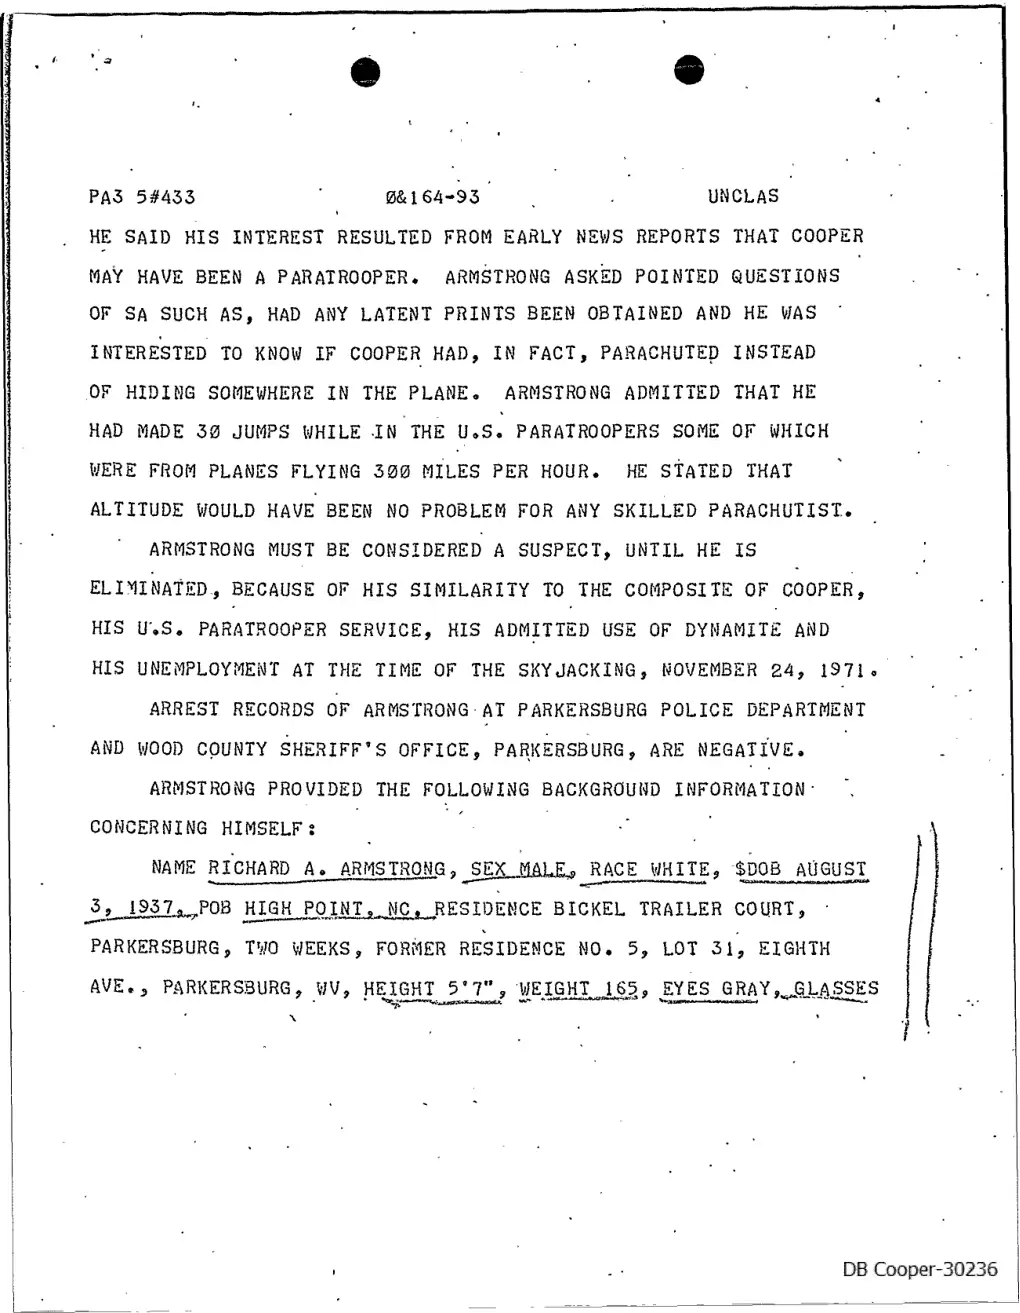 PA3 5#433 0&164-93 UNCLAS
HE SAID HIS INTEREST RESULTED FROM EARLY NEWS REPORTS THAT COOPER
MAY HAVE BEEN A PARATROOPER. ARMSTRONG ASKED POINTED QUESTIONS
OF SA SUCH AS, HAD ANY LATENT PRINTS BEEN OBTAINED AND HE WAS
INTERESTED TO KNOW IF COOPER HAD, IN FACT, PARACHUTED INSTEAD
OF HIDING SOMEWHERE IN THE PLANE. ARMSTRONG ADMITTED THAT HE
HAD MADE 30 JUMPS WHILE IN THE U.S. PARATROOPERS SOME OF WHICH
WERE FROM PLANES FLYING 300 MILES PER HOUR. HE STATED THAT
ALTITUDE WOULD HAVE BEEN NO PROBLEM FOR ANY SKILLED PARACHUTIST.
ARMSTRONG MUST BE CONSIDERED A SUSPECT, UNTIL HE IS
ELIMINATED, BECAUSE OF HIS SIMILARITY TO THE COMPOSITE OF COOPER,
HIS U.S. PARATROOPER SERVICE, HIS ADMITTED USE OF DYNAMITE AND
HIS UNEMPLOYMENT AT THE TIME OF THE SKYJACKING, NOVEMBER 24, 1971.
ARREST RECORDS OF ARMSTRONG AT PARKERSBURG POLICE DEPARTMENT
AND WOOD COUNTY SHERIFF'S OFFICE, PARKERSBURG, ARE NEGATIVE.
ARMSTRONG PROVIDED THE FOLLOWING BACKGROUND INFORMATION
CONCERNING HIMSELF:
NAME RICHARD A. ARMSTRONG, SEX MALE, RACE WHITE, $DOB AUGUST
3, 1937, POB HIGH POINT, NC, RESIDENCE BICKEL TRAILER COURT,
PARKERSBURG, TWO WEEKS, FORMER RESIDENCE NO. 5, LOT 31, EIGHTH
AVE., PARKERSBURG, WV, HEIGHT 5'7", WEIGHT 165, EYES GRAY, GLASSES
DB Cooper-30236